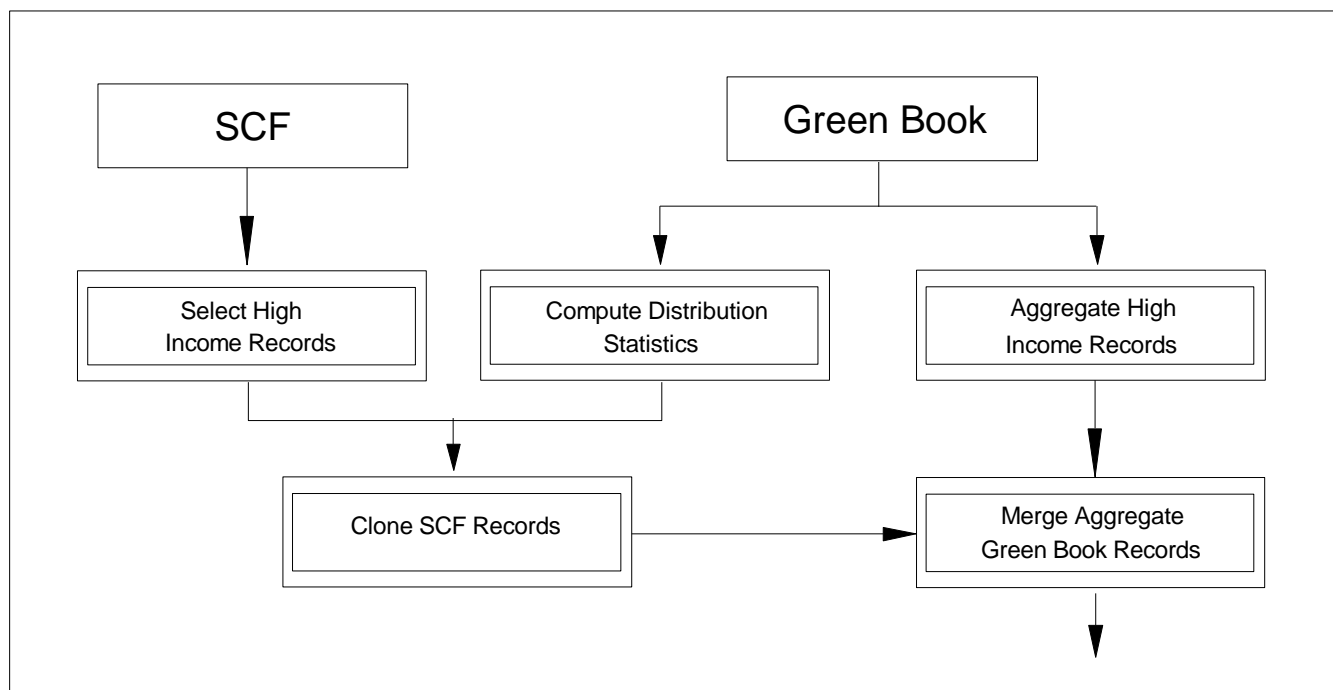 SCF
Green Book
Select High
Income Records
Compute Distribution
Statistics
Aggregate High
Income Records
Clone SCF Records
Merge Aggregate
Green Book Records